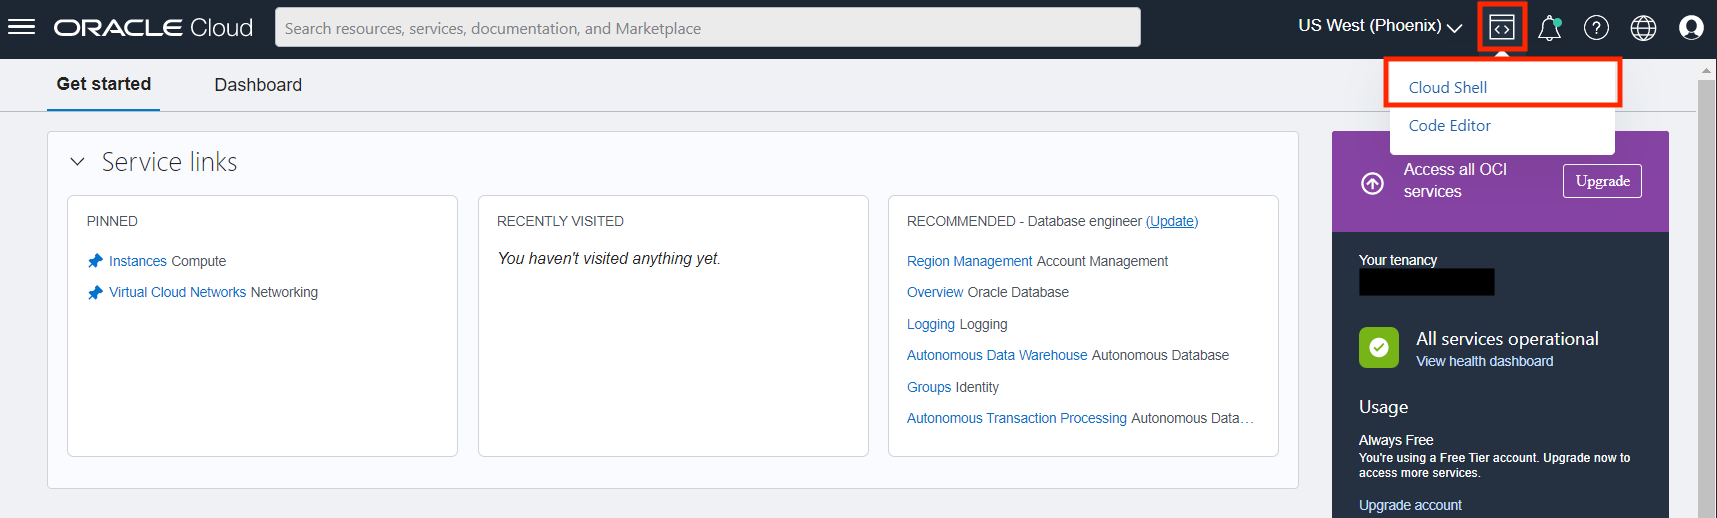 ORACLE Cloud
Search resources, services, documentation, and Marketplace
US West (Phoenix)
Cloud Shell
Code Editor
Get started
Dashboard
Service links
PINNED
Instances Compute
Virtual Cloud Networks Networking
RECENTLY VISITED
You haven't visited anything yet.
RECOMMENDED - Database engineer (Update)
Region Management Account Management
Overview Oracle Database
Logging Logging
Autonomous Data Warehouse Autonomous Database
Groups Identity
Autonomous Transaction Processing Autonomous Data…
Access all OCI
services
Upgrade
Your tenancy
All services operational
View health dashboard
Usage
Always Free
You're using a Free Tier account. Upgrade now to
access more services.
Upgrade account